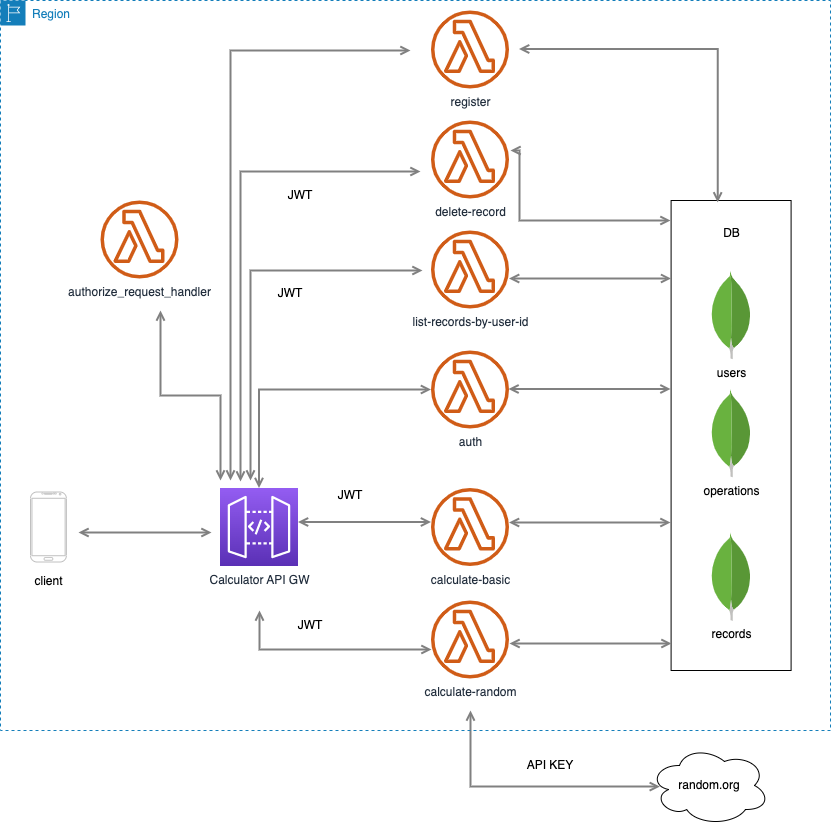 Region
register
JWT
delete-record
DB
authorize_request_handler
JWT
list-records-by-user-id
users
auth
operations
JWT
</>
client
Calculator API GW
calculate-basic
JWT
records
calculate-random
API KEY
random.org